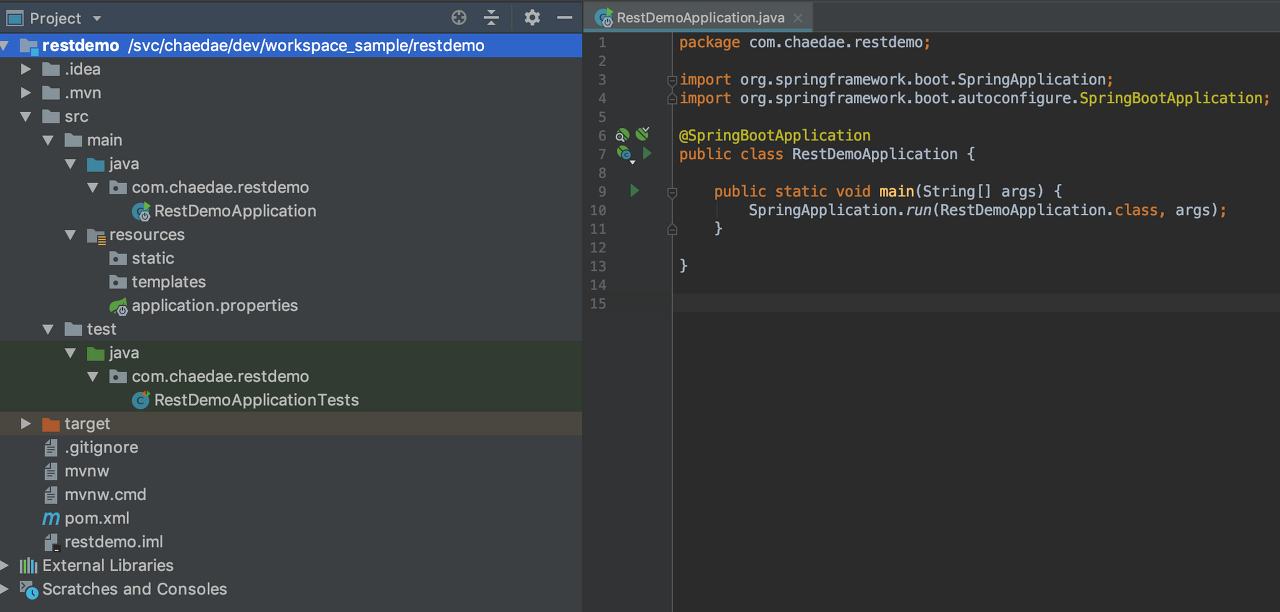 Project
restdemo /svc/chaedae/dev/workspace_sample/restdemo
.idea
.mvn
src
main
java
com.chaedae.restdemo
RestDemoApplication
resources
static
templates
application.properties
test
java
com.chaedae.restdemo
RestDemoApplicationTests
target
.gitignore
mvnw
mvnw.cmd
pom.xml
restdemo.iml
External Libraries
Scratches and Consoles
RestDemoApplication.java
1 package com.chaedae.restdemo;
2
3 import org.springframework.boot.SpringApplication;
4 import org.springframework.boot.autoconfigure.SpringBootApplication;
5
6 @SpringBootApplication
7 public class RestDemoApplication {
8
9 public static void main(String[] args) {
10 SpringApplication.run(RestDemoApplication.class, args);
11 }
12
13 }
14
15